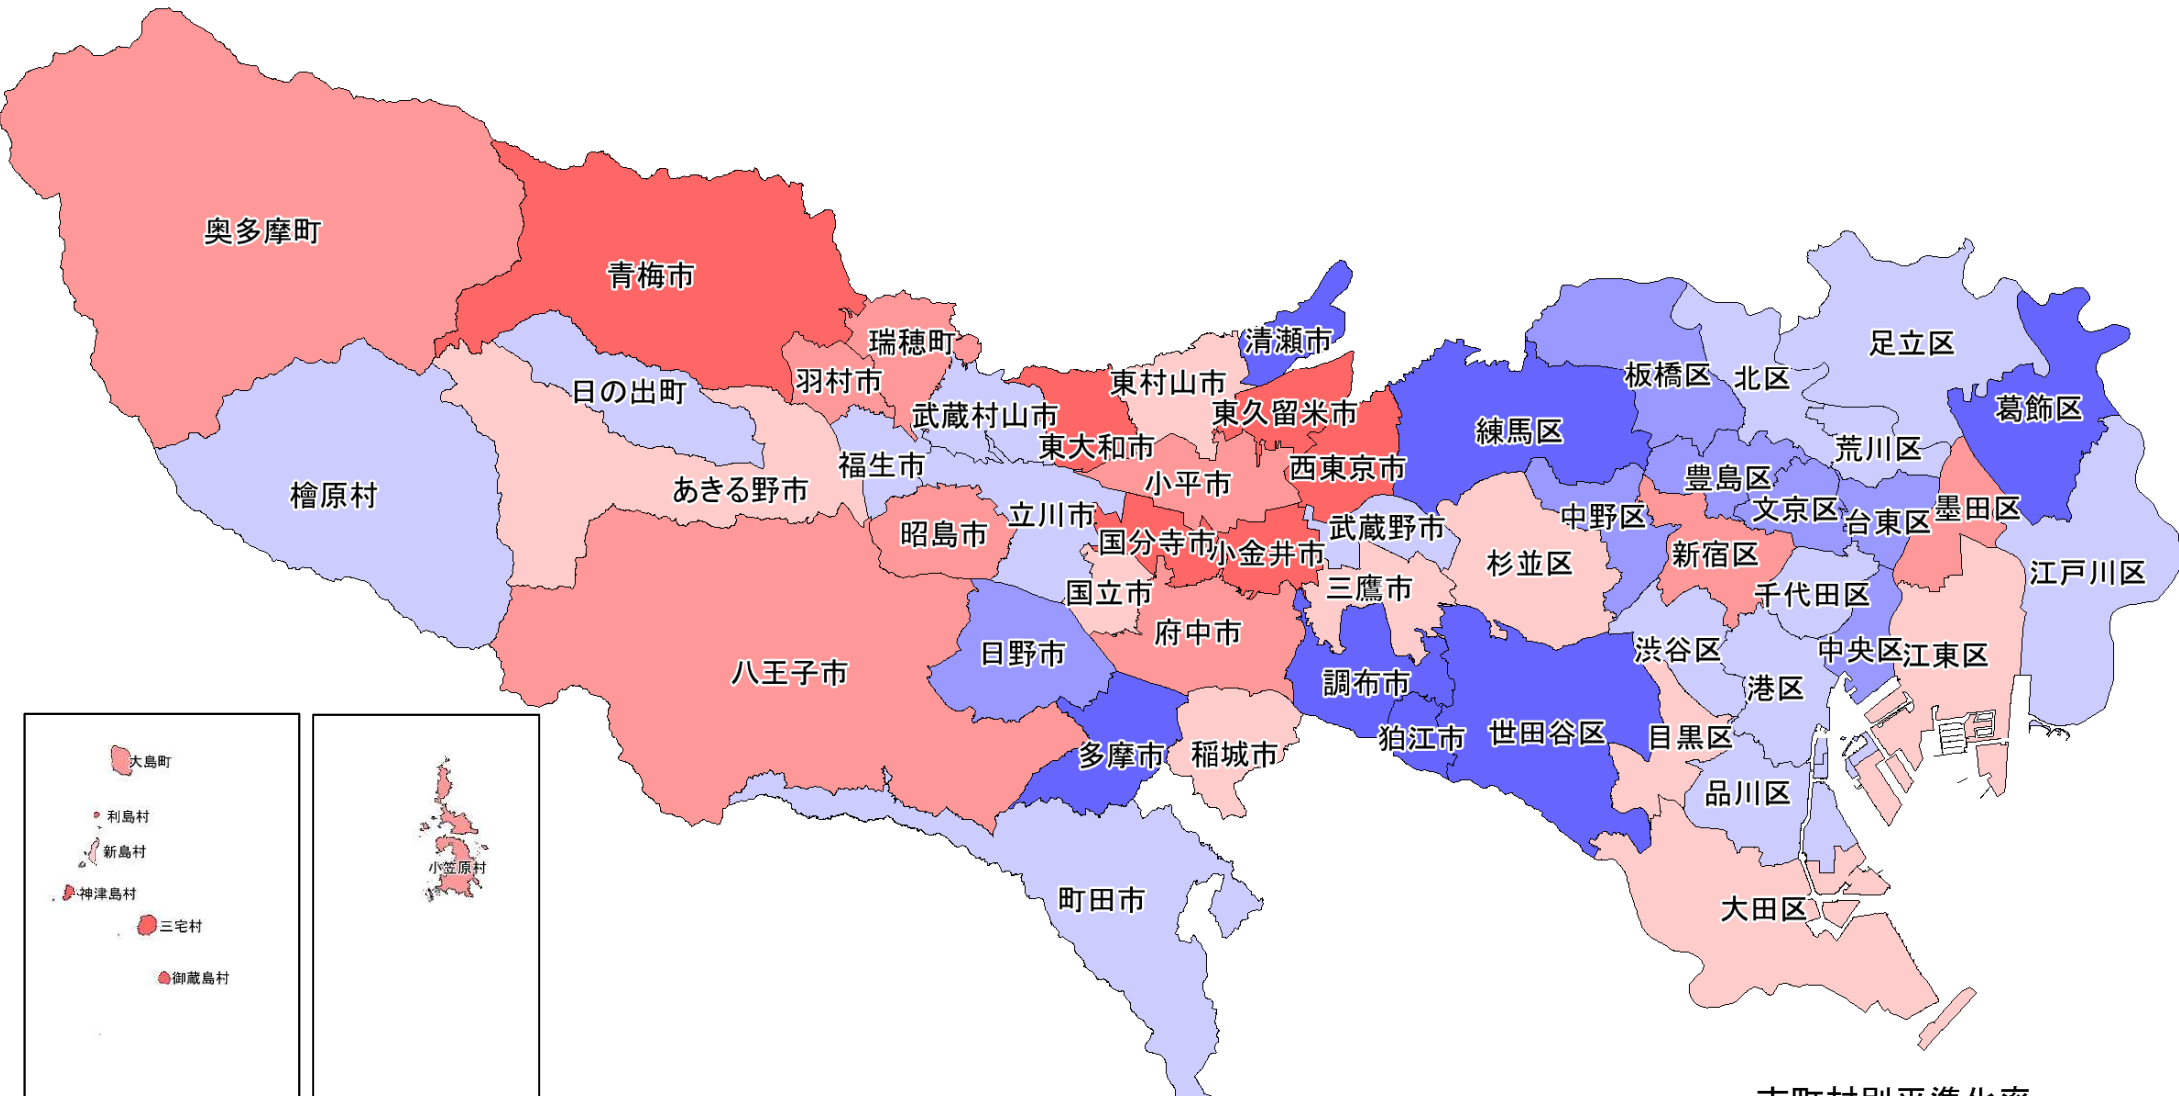 奥多摩町
青梅市
瑞穂町
羽村市
日の出町
檜原村
あきる野市
福生市
武蔵村山市
東大和市
東村山市
清瀬市
東久留米市
西東京市
小平市
昭島市
立川市
国分寺市
小金井市
武蔵野市
国立市
三鷹市
府中市
八王子市
日野市
調布市
狛江市
多摩市
稲城市
町田市
練馬区
板橋区
北区
足立区
葛飾区
荒川区
豊島区
文京区
台東区
墨田区
中野区
新宿区
杉並区
千代田区
江戸川区
渋谷区
中央区
江東区
港区
世田谷区
目黒区
品川区
大田区
大島町
利島村
新島村
神津島村
三宅村
御蔵島村
小笠原村